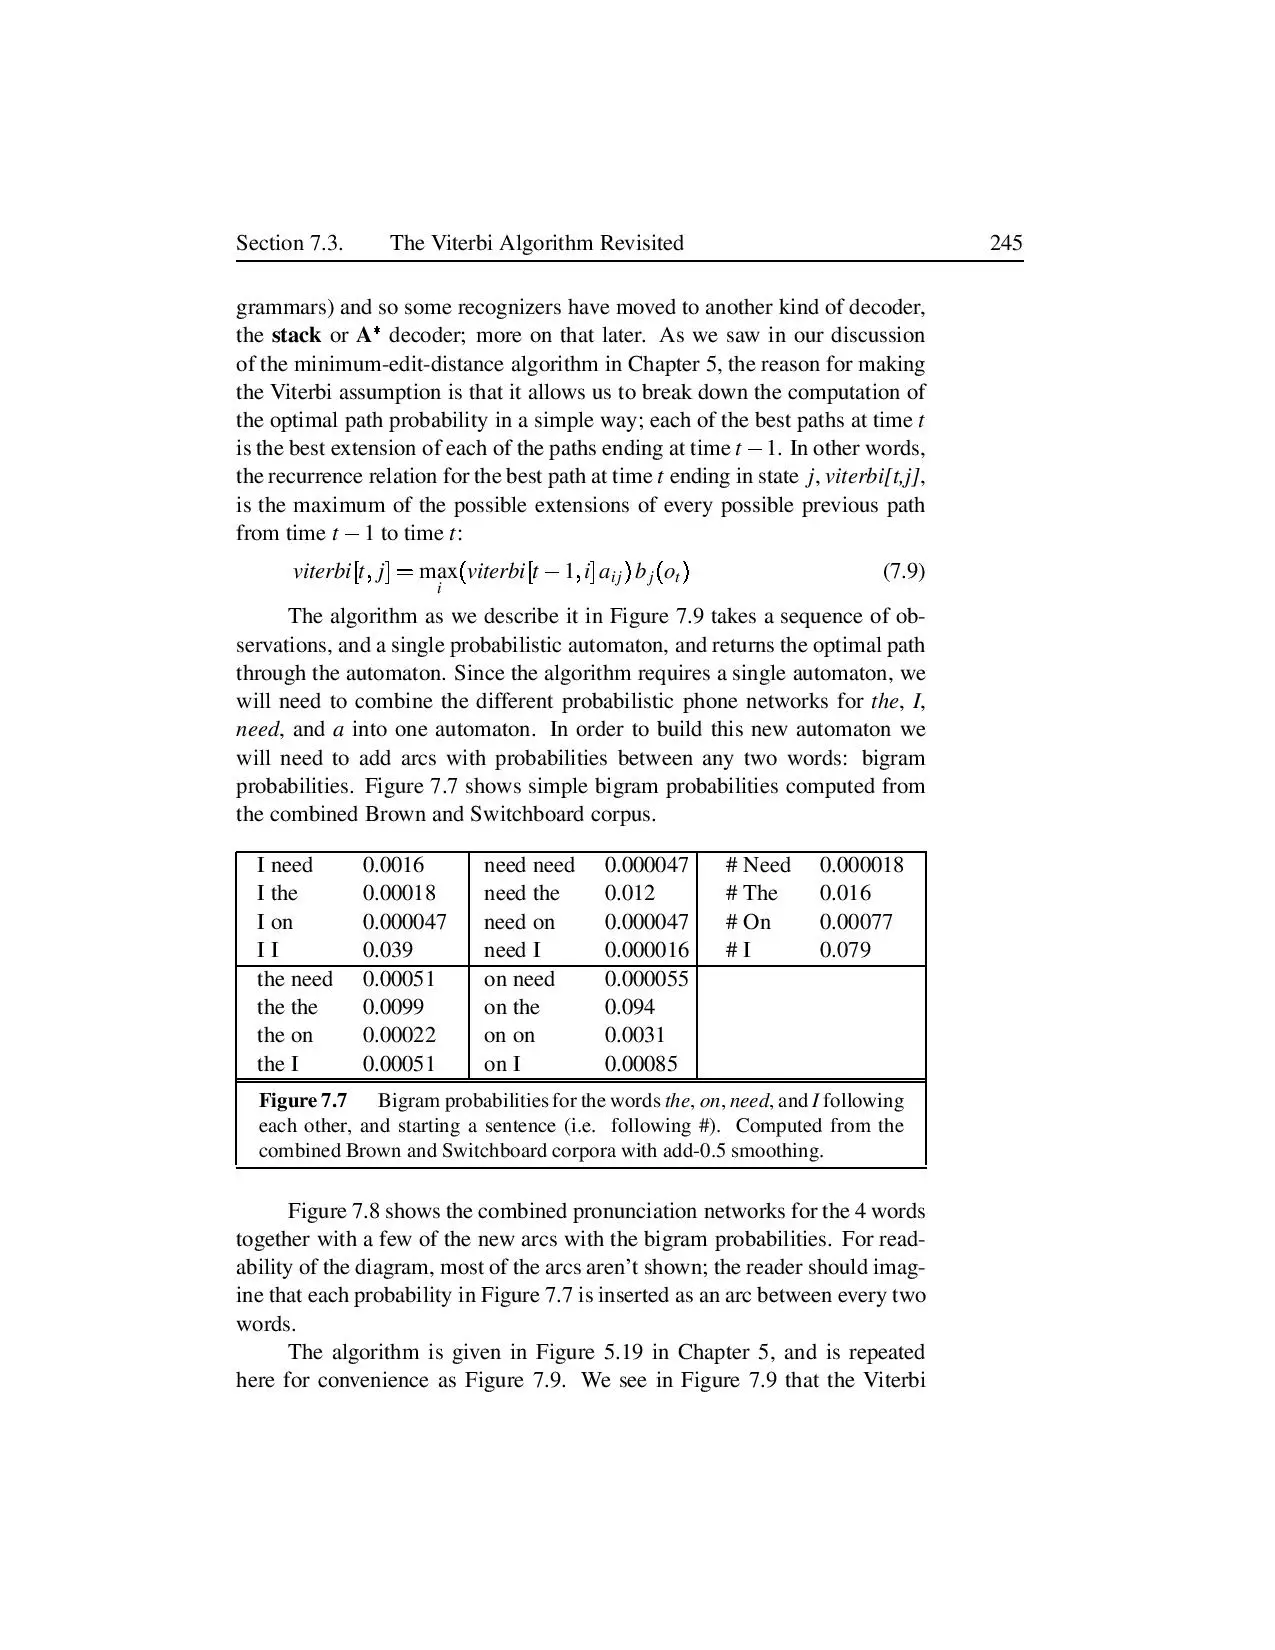 Section 7.3. The Viterbi Algorithm Revisited 245
grammars) and so some recognizers have moved to another kind of decoder,
the stack or A* decoder; more on that later. As we saw in our discussion
of the minimum-edit-distance algorithm in Chapter 5, the reason for making
the Viterbi assumption is that it allows us to break down the computation of
the optimal path probability in a simple way; each of the best paths at time t
is the best extension of each of the paths ending at time t − 1. In other words,
the recurrence relation for the best path at time t ending in state j, viterbi[t,j],
is the maximum of the possible extensions of every possible previous path
from time t − 1 to time t:
viterbi[t, j] = max(viterbi[t − 1, i] aij) bj(ot) (7.9)
i
The algorithm as we describe it in Figure 7.9 takes a sequence of ob-
servations, and a single probabilistic automaton, and returns the optimal path
through the automaton. Since the algorithm requires a single automaton, we
will need to combine the different probabilistic phone networks for the, I,
need, and a into one automaton. In order to build this new automaton we
will need to add arcs with probabilities between any two words: bigram
probabilities. Figure 7.7 shows simple bigram probabilities computed from
the combined Brown and Switchboard corpus.
I need 0.0016 need need 0.000047 # Need 0.000018
I the 0.00018 need the 0.012 # The 0.016
I on 0.000047 need on 0.000047 # On 0.00077
I I 0.039 need I 0.000016 # I 0.079
the need 0.00051 on need 0.000055
the the 0.0099 on the 0.094
the on 0.00022 on on 0.0031
the I 0.00051 on I 0.00085
Figure 7.7 Bigram probabilities for the words the, on, need, and I following
each other, and starting a sentence (i.e. following #). Computed from the
combined Brown and Switchboard corpora with add-0.5 smoothing.
Figure 7.8 shows the combined pronunciation networks for the 4 words
together with a few of the new arcs with the bigram probabilities. For read-
ability of the diagram, most of the arcs aren't shown; the reader should imag-
ine that each probability in Figure 7.7 is inserted as an arc between every two
words.
The algorithm is given in Figure 5.19 in Chapter 5, and is repeated
here for convenience as Figure 7.9. We see in Figure 7.9 that the Viterbi